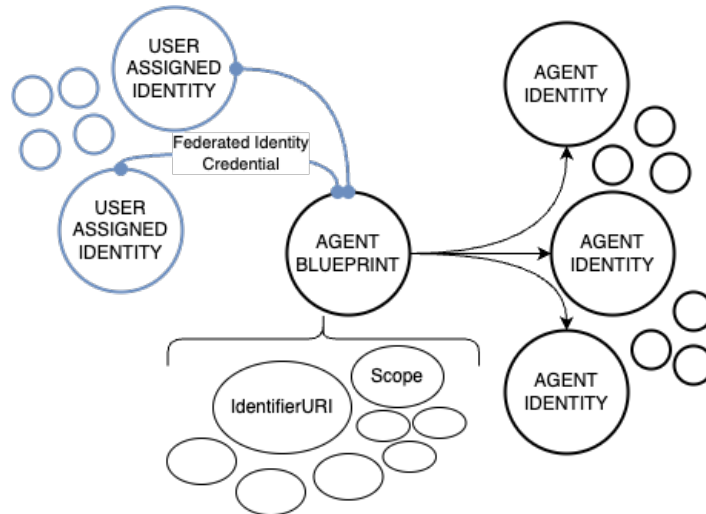 USER
ASSIGNED
IDENTITY
Federated Identity
Credential
USER
ASSIGNED
IDENTITY
AGENT
BLUEPRINT
AGENT
IDENTITY
AGENT
IDENTITY
AGENT
IDENTITY
Scope
IdentifierURI